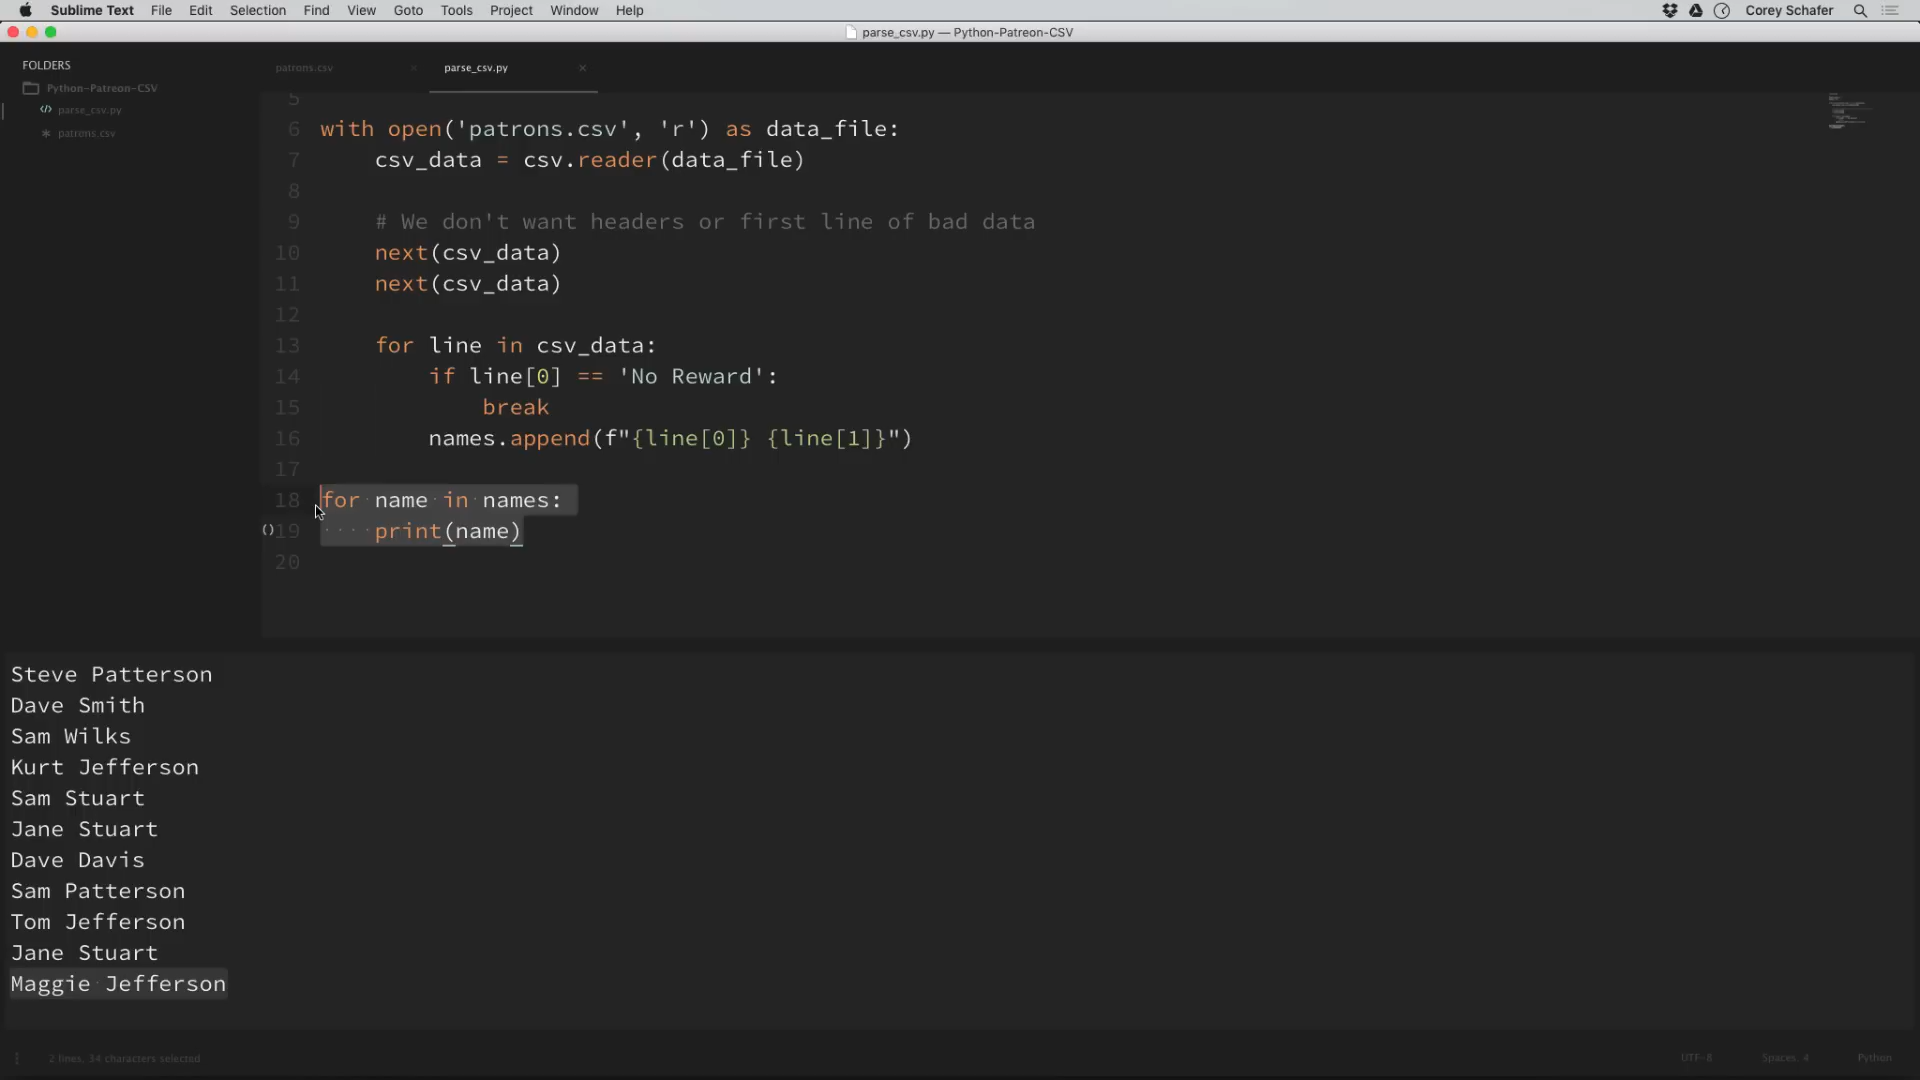 Sublime Text File Edit Selection Find View Goto Tools Project Window Help Corey Schafer
parse_csv.py — Python-Patreon-CSV
FOLDERS
Python-Patreon-CSV
parse_csv.py
patrons.csv
patrons.csv × parse_csv.py ×
5
6 with open('patrons.csv', 'r') as data_file:
7 csv_data = csv.reader(data_file)
8
9 # We don't want headers or first line of bad data
10 next(csv_data)
11 next(csv_data)
12
13 for line in csv_data:
14 if line[0] == 'No Reward':
15 break
16 names.append(f"{line[0]} {line[1]}")
17
18 for name in names:
19 print(name)
20
Steve Patterson
Dave Smith
Sam Wilks
Kurt Jefferson
Sam Stuart
Jane Stuart
Dave Davis
Sam Patterson
Tom Jefferson
Jane Stuart
Maggie Jefferson
2 lines, 34 characters selected UTF-8 Spaces: 4 Python